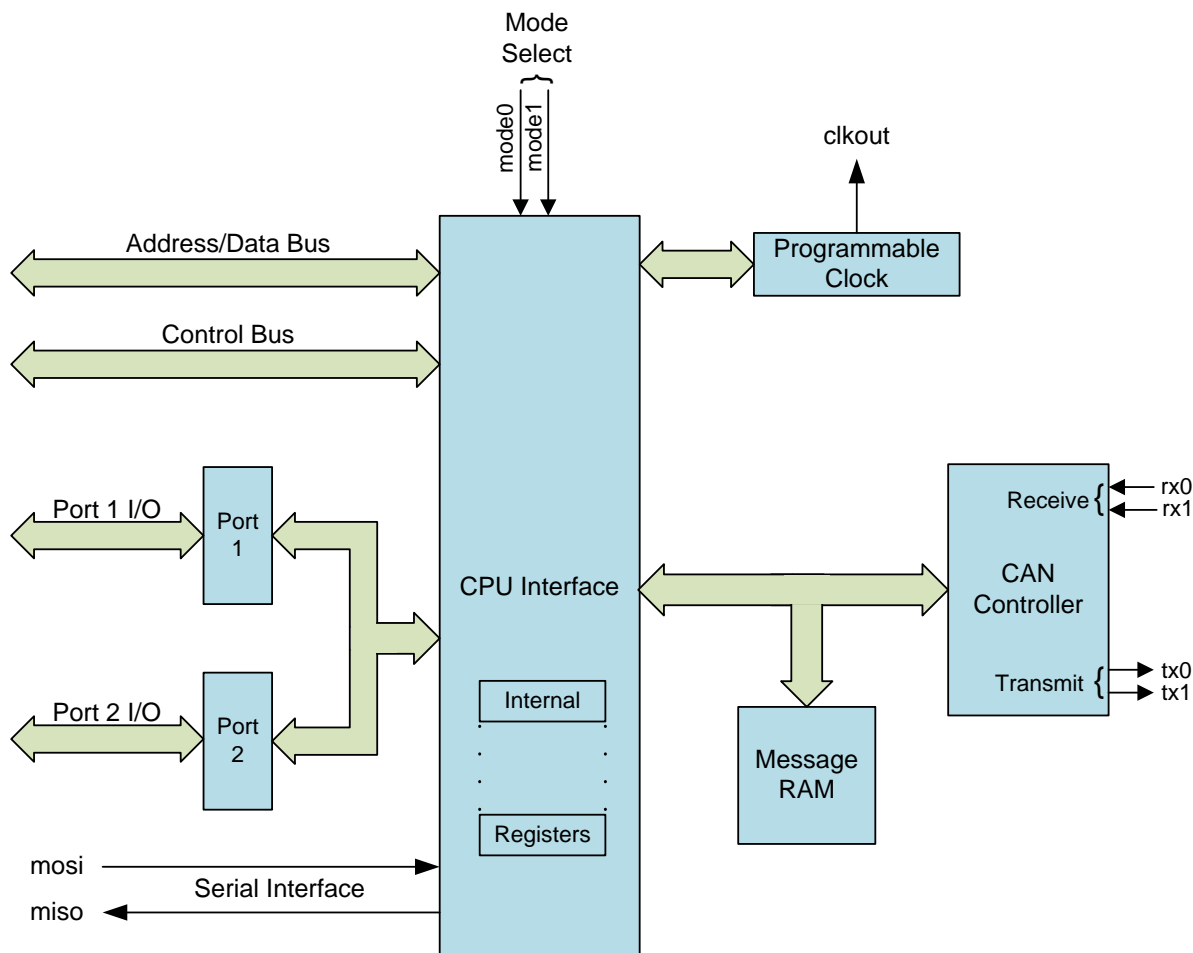 Mode
Select
mode0
mode1
clkout
Address/Data Bus
Programmable
Clock
Control Bus
Port 1 I/O
Port
1
Receive
rx0
rx1
CPU Interface
CAN
Controller
Transmit
tx0
tx1
Port 2 I/O
Port
2
Internal
Message
RAM
Registers
mosi
Serial Interface
miso